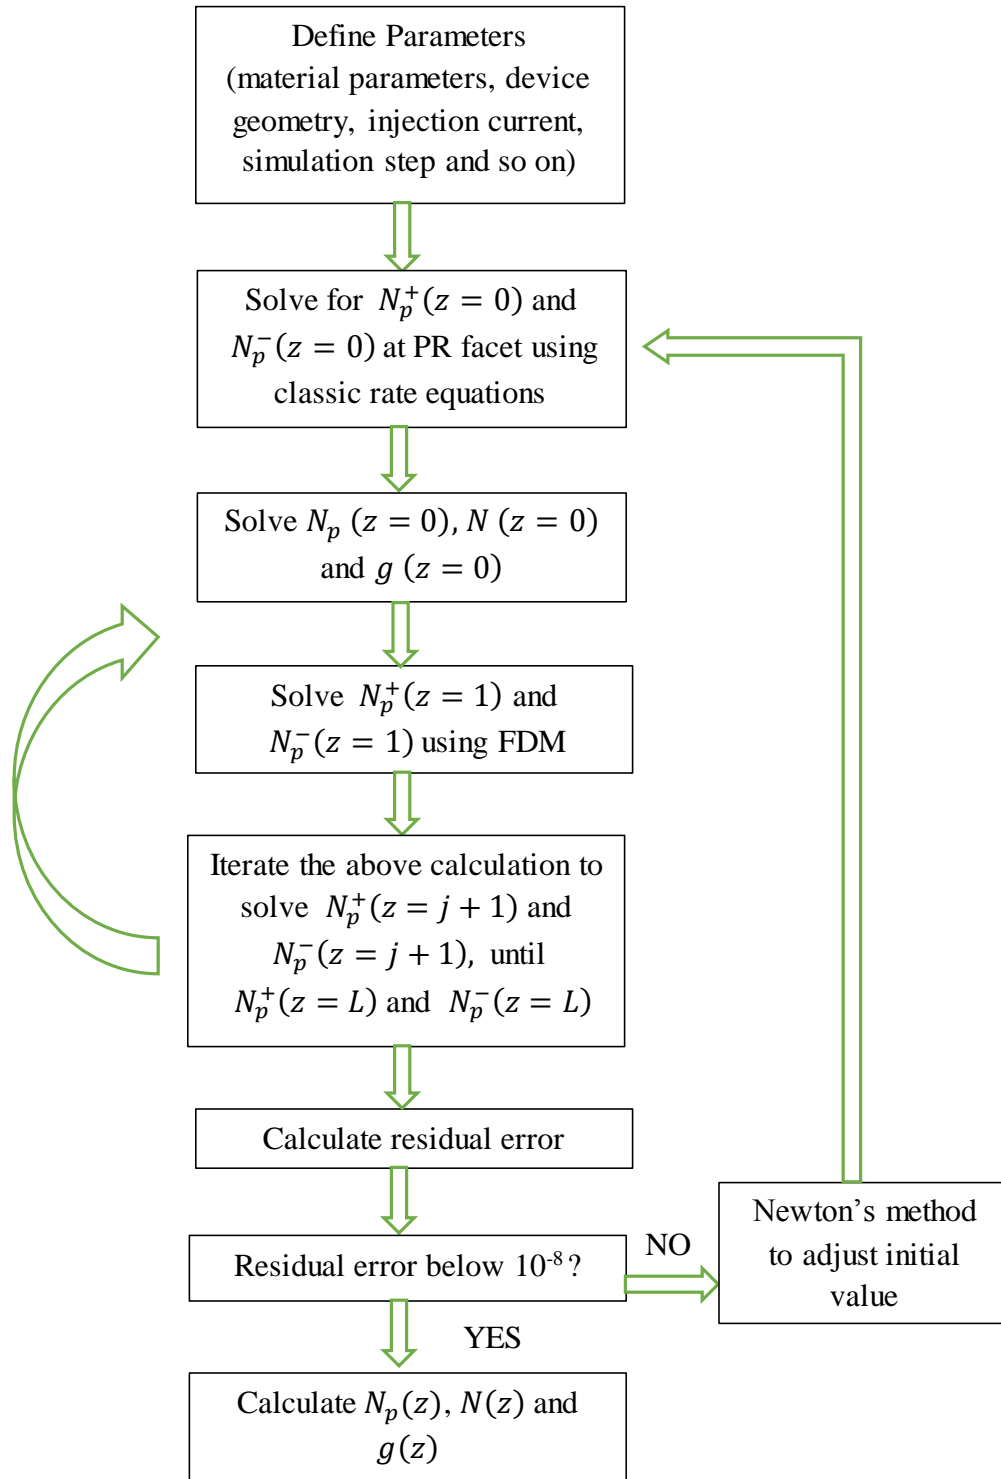 Define Parameters
(material parameters, device
geometry, injection current,
simulation step and so on)
Solve for N_p^+(z = 0) and
N_p^-(z = 0) at PR facet using
classic rate equations
Solve N_p (z = 0), N (z = 0)
and g (z = 0)
Solve N_p^+(z = 1) and
N_p^-(z = 1) using FDM
Iterate the above calculation to
solve N_p^+(z = j + 1) and
N_p^-(z = j + 1), until
N_p^+(z = L) and N_p^-(z = L)
Calculate residual error
Residual error below 10^-8 ?
NO
Newton’s method
to adjust initial
value
YES
Calculate N_p(z), N(z) and
g(z)